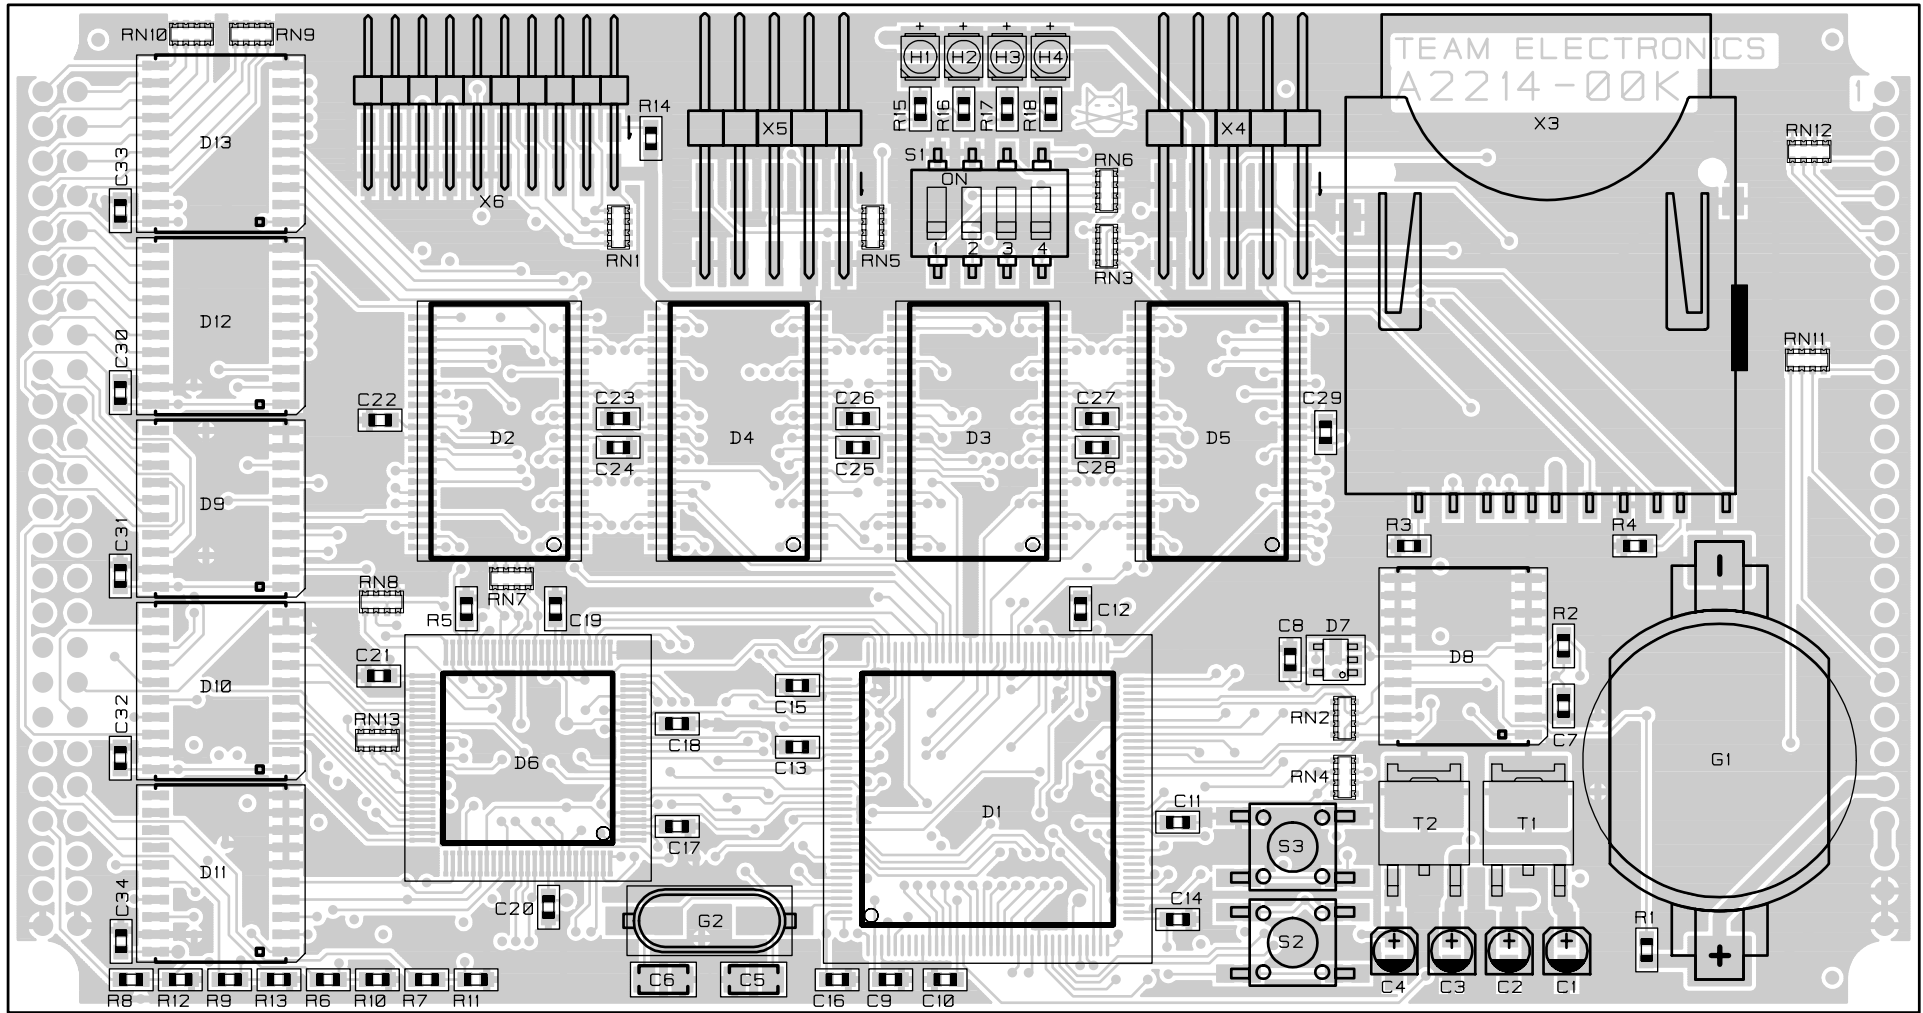 RN10 RN9
H1 H2 H3 H4
TEAM ELECTRONICS
A2214-00K
1
R14
R15 R16 R17 R18
X5
X4
X3
D13
RN12
S1
ON
RN6
C33
X6
1 2 3 4
RN1
RN5
RN3
D12
C30
RN11
C22
C23
C26
C27
C29
D2
D4
D3
D5
C24
C25
C28
D9
C31
R3
R4
RN8
RN7
R5
C19
C12
C8
D7
R2
D8
C21
D10
C15
C32
RN13
C18
RN2
C7
D6
C13
G1
RN4
D1
C11
T2
T1
C17
S3
D11
C34
C20
G2
C14
S2
R1
C6
C5
R8 R12 R9 R13 R6 R10 R7 R11
C16 C9 C10
C4 C3 C2 C1